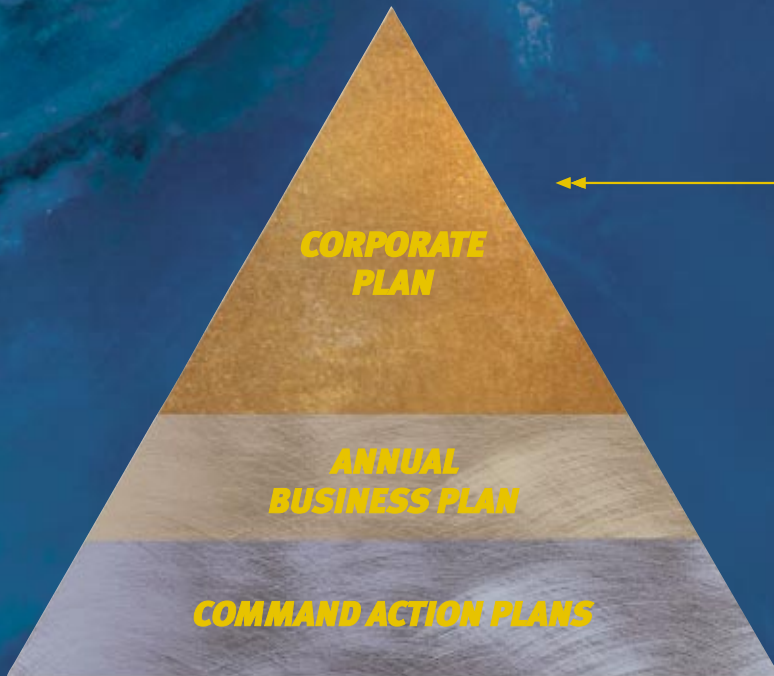 CORPORATE
PLAN
ANNUAL
BUSINESS PLAN
COMMAND ACTION PLANS